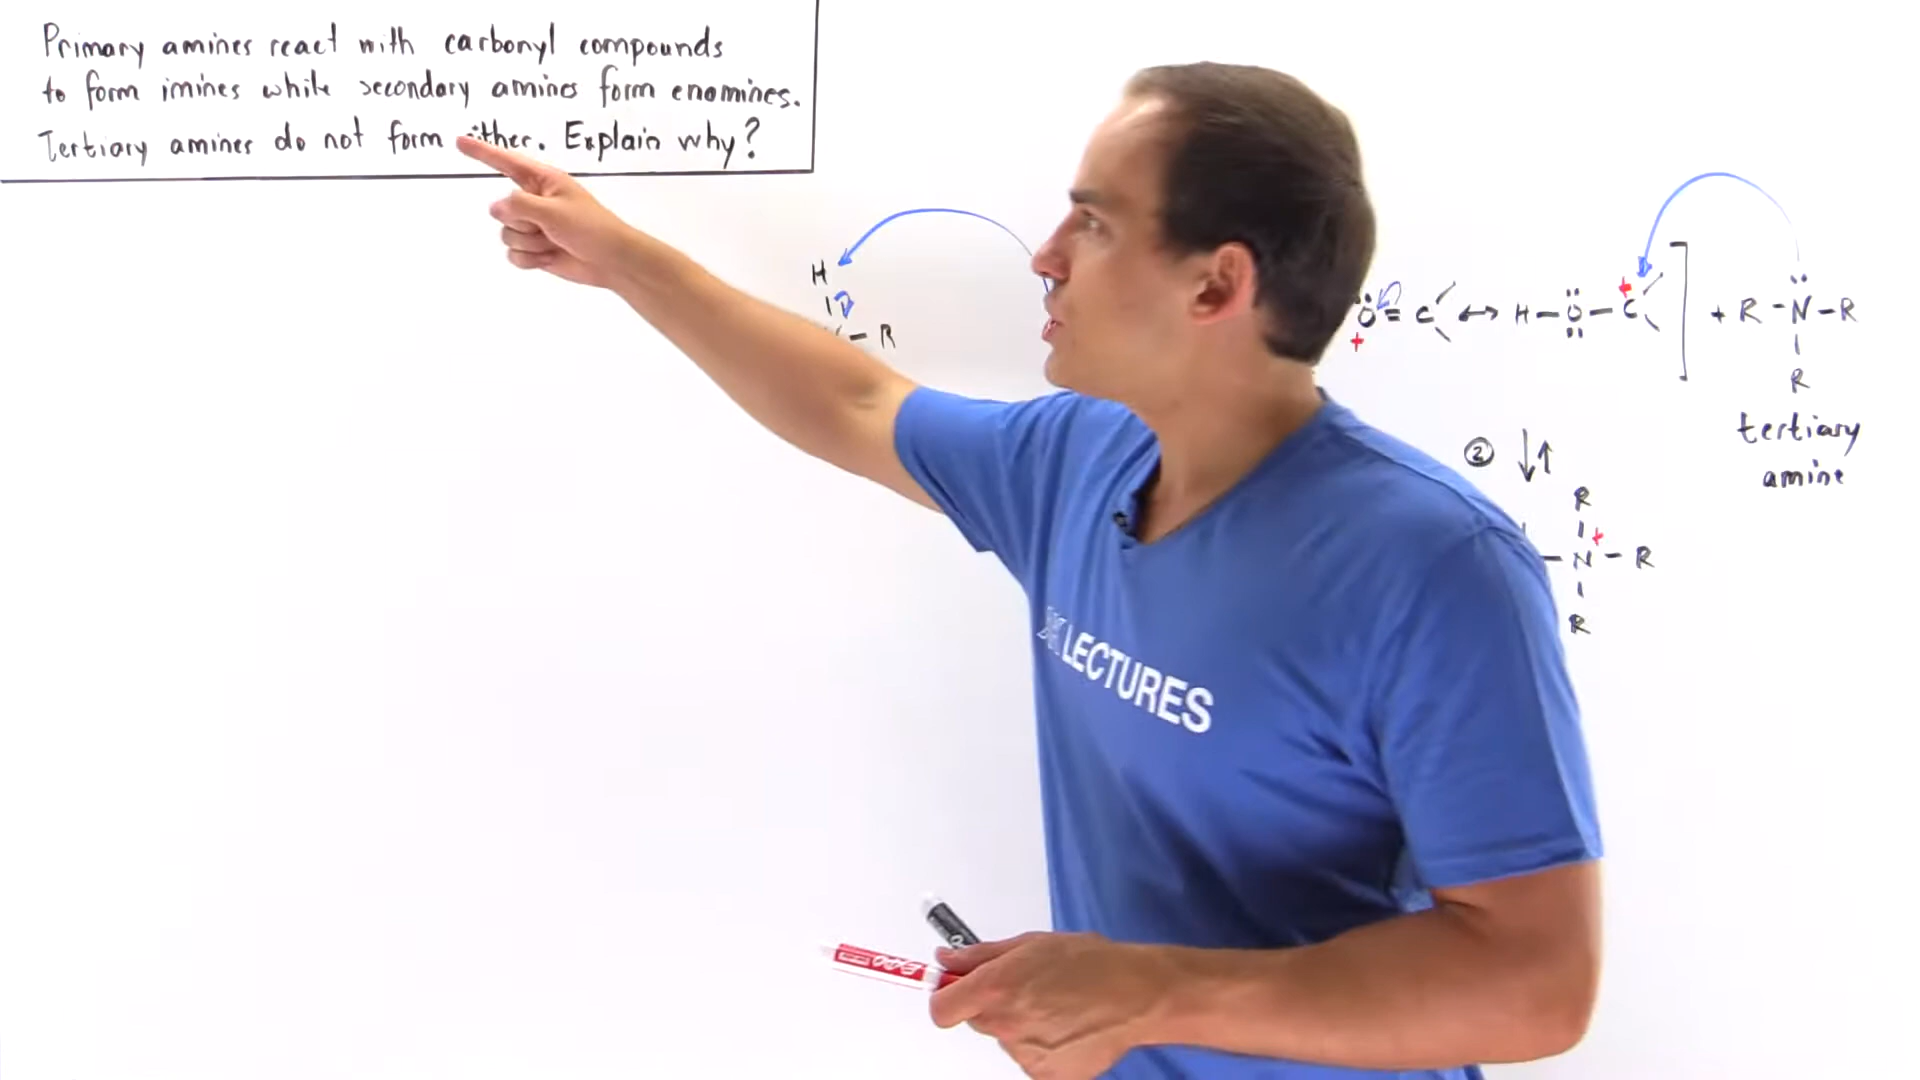 Primary amines react with carbonyl compounds
to form imines while secondary amines form enamines.
Tertiary amines do not form either. Explain why?
H
R
O = C ↔ H - O - C ] + R - N - R
+
+
R
tertiary
amine
② ↓↑
R
- N - R
+
R
LECTURES
EXPO